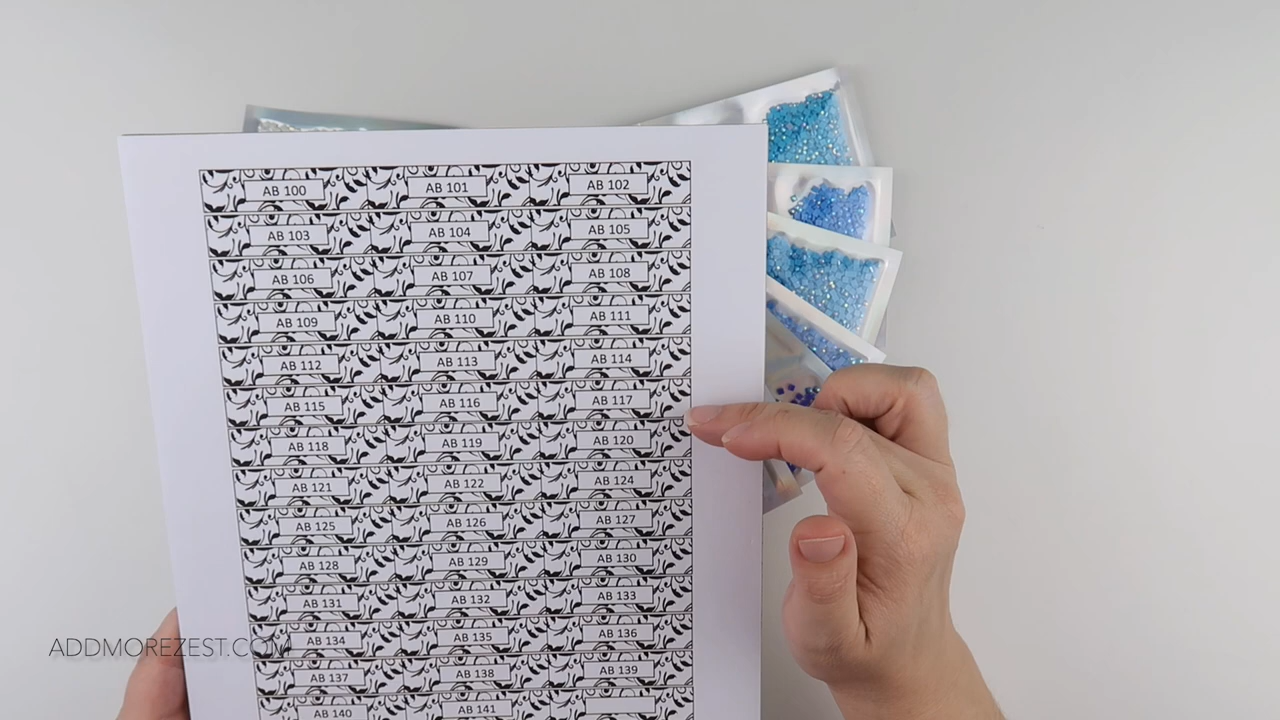 AB 100 AB 101 AB 102
AB 103 AB 104 AB 105
AB 106 AB 107 AB 108
AB 109 AB 110 AB 111
AB 112 AB 113 AB 114
AB 115 AB 116 AB 117
AB 118 AB 119 AB 120
AB 121 AB 122 AB 124
AB 125 AB 126 AB 127
AB 128 AB 129 AB 130
AB 131 AB 132 AB 133
AB 134 AB 135 AB 136
AB 137 AB 138 AB 139
AB 140 AB 141
ADDMOREZEST.COM